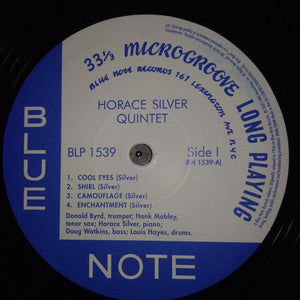 33⅓ MICROGROOVE LONG PLAYING
BLUE NOTE RECORDS 767 LEXINGTON AVE NYC
HORACE SILVER
QUINTET
BLP 1539
Side 1
(BN 1539-A)
1. COOL EYES (Silver)
2. SHIRL (Silver)
3. CAMOUFLAGE (Silver)
4. ENCHANTMENT (Silver)
Donald Byrd, trumpet; Hank Mobley,
tenor sax; Horace Silver, piano;
Doug Watkins, bass; Louis Hayes, drums.
BLUE
NOTE